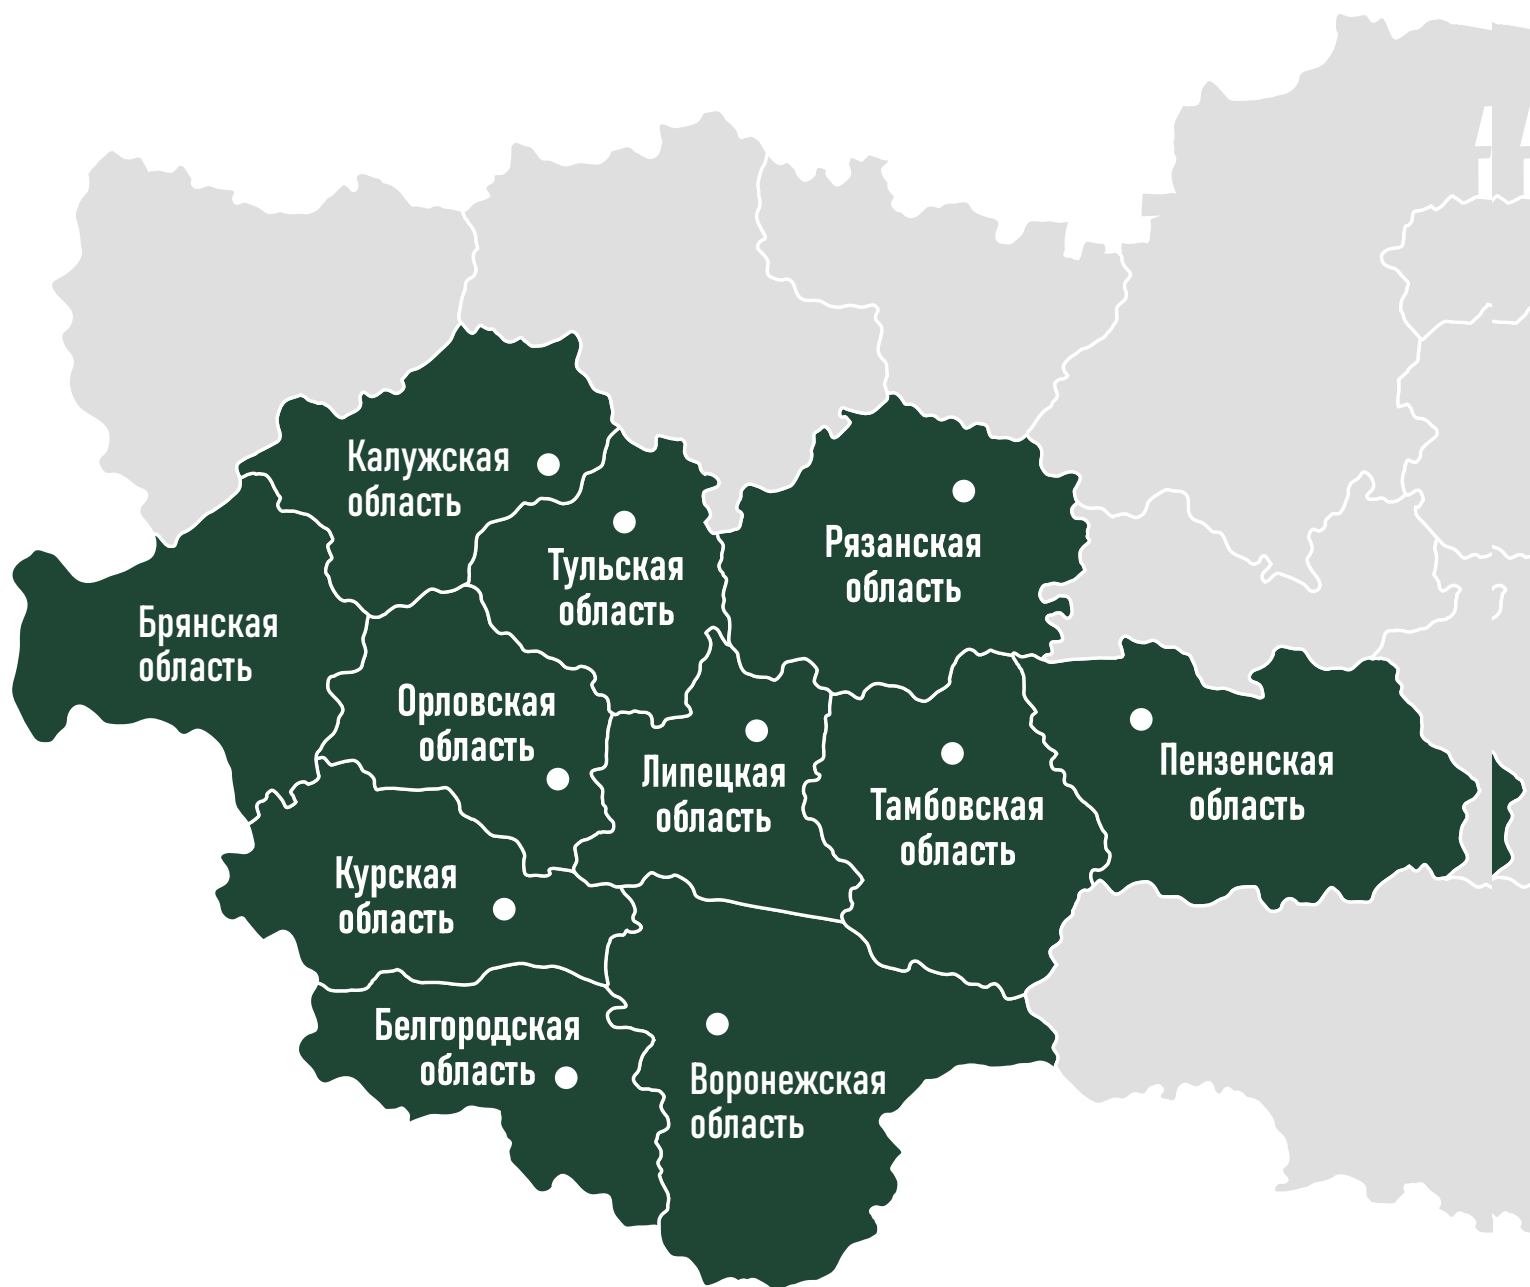 Калужская
область
Тульская
область
Рязанская
область
Брянская
область
Орловская
область
Липецкая
область
Пензенская
область
Тамбовская
область
Курская
область
Белгородская
область
Воронежская
область